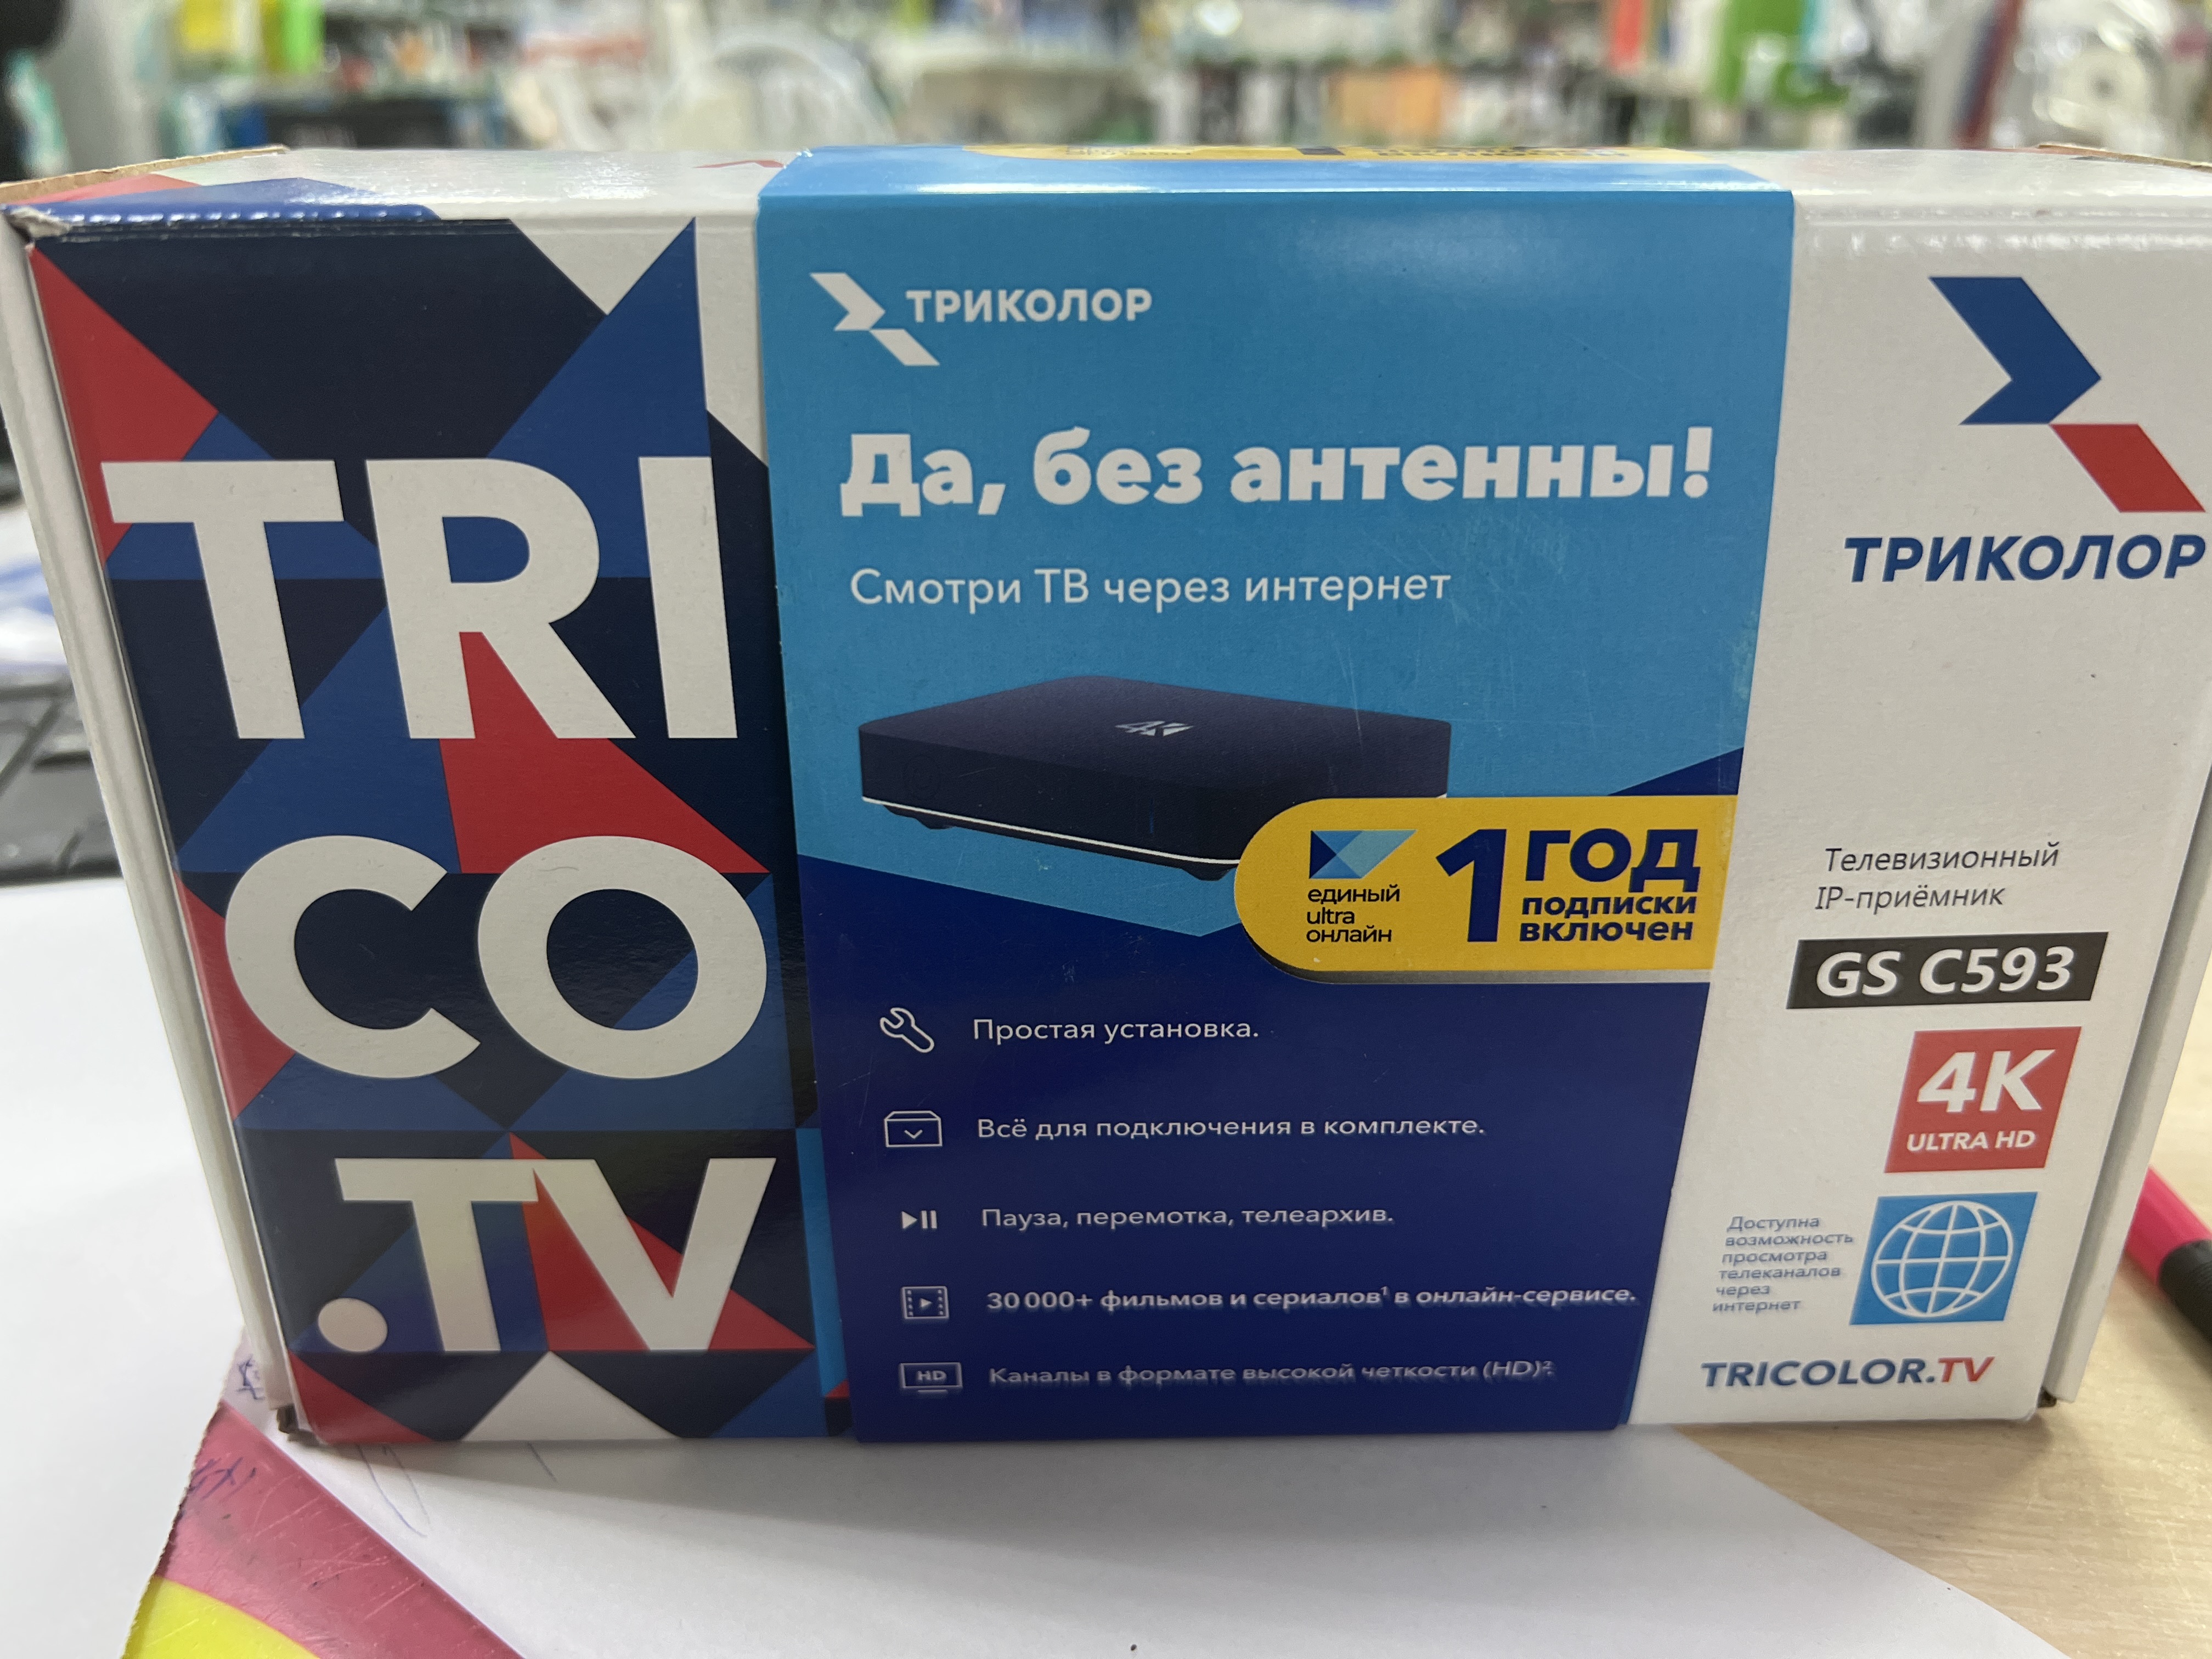 TRI
CO
.TV
ТРИКОЛОР
Да, без антенны!
Смотри ТВ через интернет
4K
единый
ultra
онлайн
1 ГОД
подписки
включен
Простая установка.
Всё для подключения в комплекте.
Пауза, перемотка, телеархив.
30 000+ фильмов и сериалов¹ в онлайн-сервисе.
HD
Каналы в формате высокой четкости (HD)².
ТРИКОЛОР
Телевизионный
IP-приёмник
GS C593
4K
ULTRA HD
Доступна
возможность
просмотра
телеканалов
через
интернет
TRICOLOR.TV